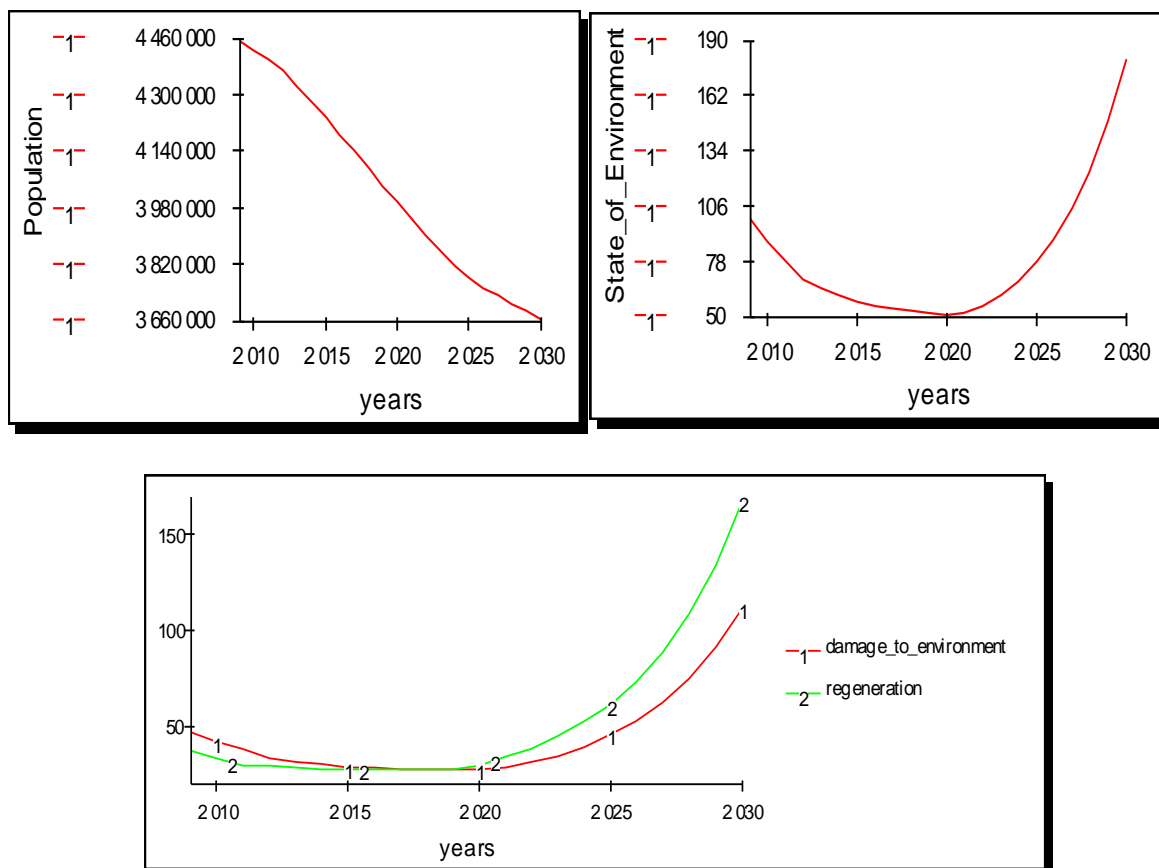 Population
1 4 460 000
1 4 300 000
1 4 140 000
1 3 980 000
1 3 820 000
1 3 660 000
2 010 2 015 2 020 2 025 2 030
years
State_of_Environment
1 190
1 162
1 134
1 106
1 78
1 50
2 010 2 015 2 020 2 025 2 030
years
150
100
50
1 2 1 2 1 2 2 1 2 1
1 damage_to_environment
2 regeneration
2 010 2 015 2 020 2 025 2 030
years